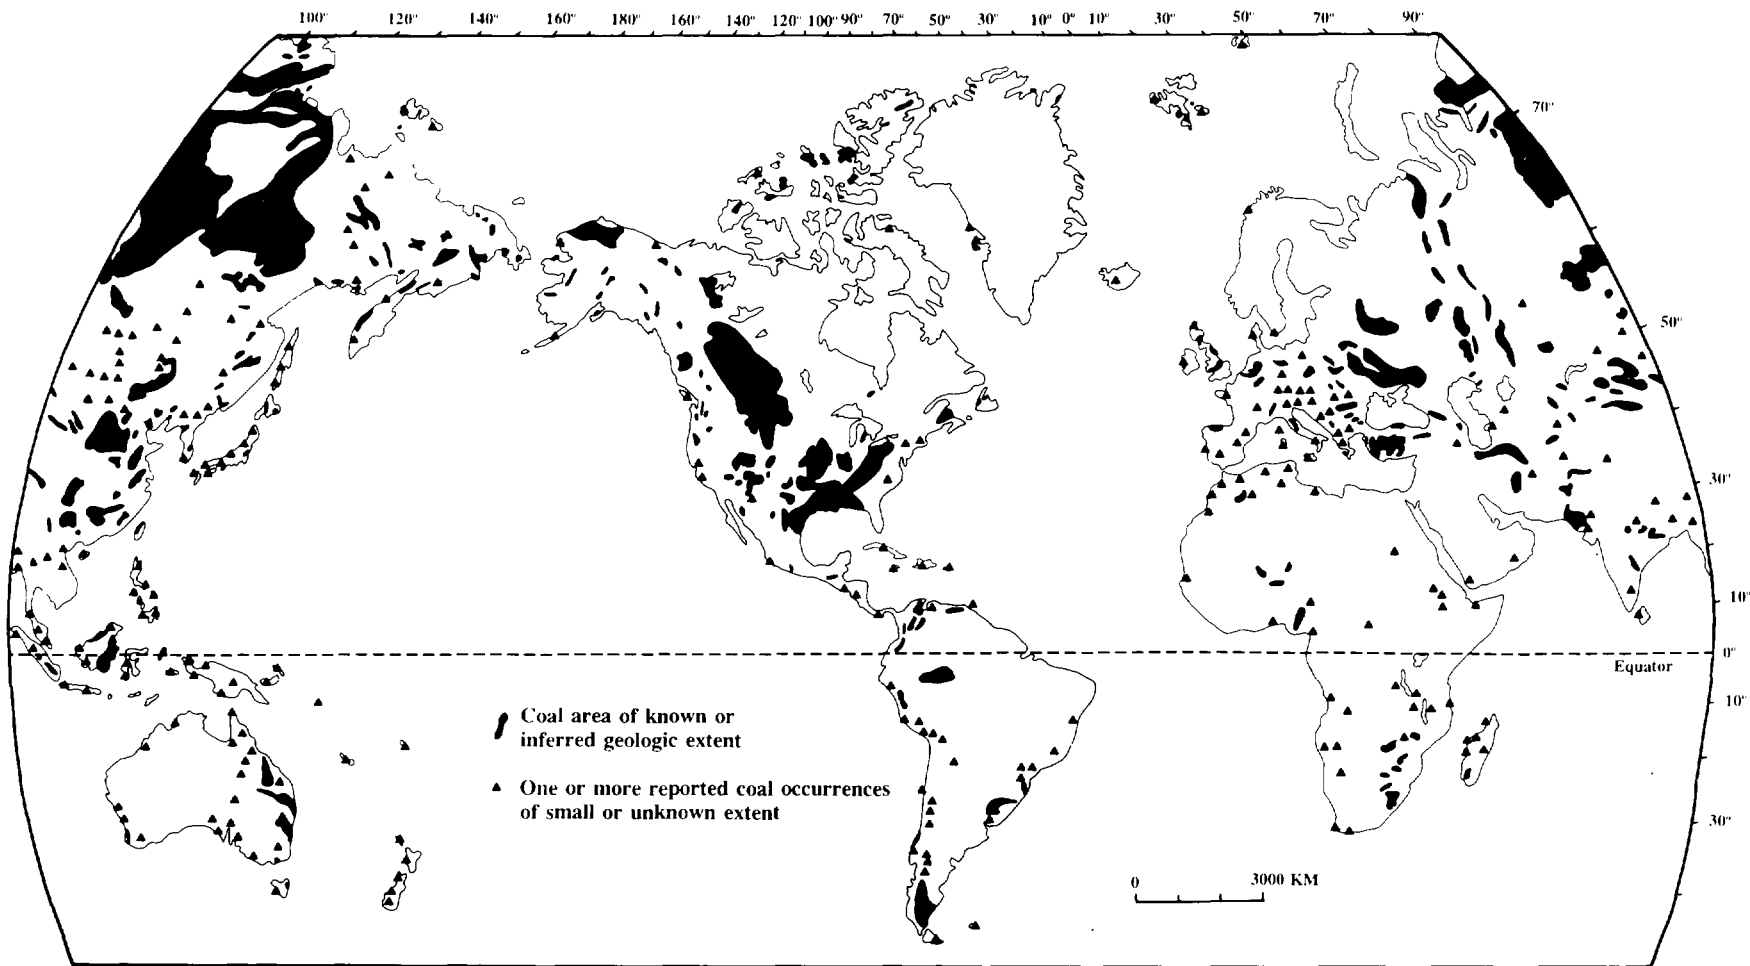 100° 120° 120° 140° 160° 180° 180° 160° 140° 120° 100° 90° 70° 50° 30° 10° 0° 10° 30° 50° 70° 90°
70°
50°
30°
10°
0°
Equator
10°
Coal area of known or
inferred geologic extent
One or more reported coal occurrences
of small or unknown extent
30°
0 3000 KM